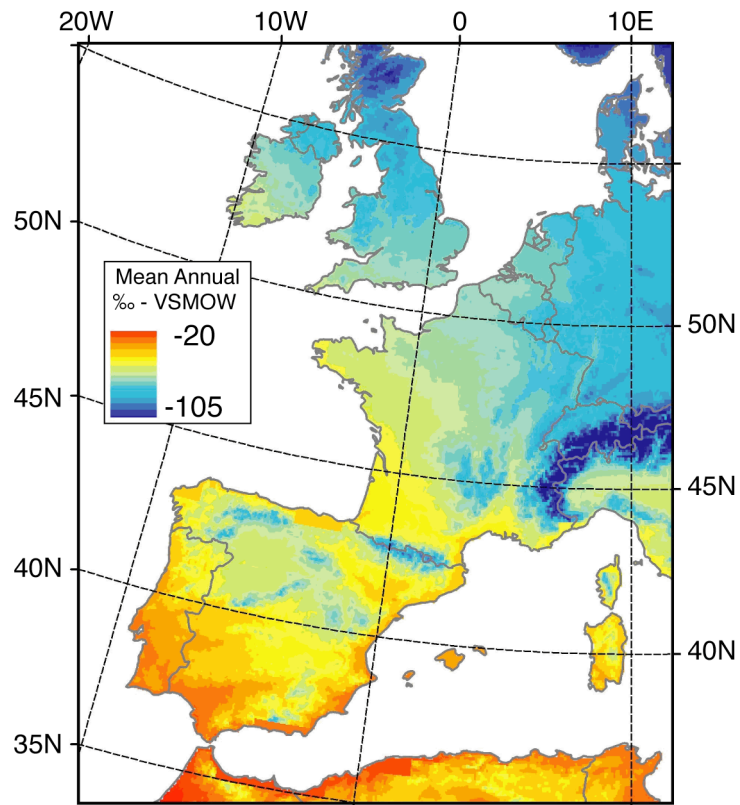 20W 10W 0 10E
50N
Mean Annual
‰ - VSMOW
-20
-105
50N
45N
45N
40N
40N
35N